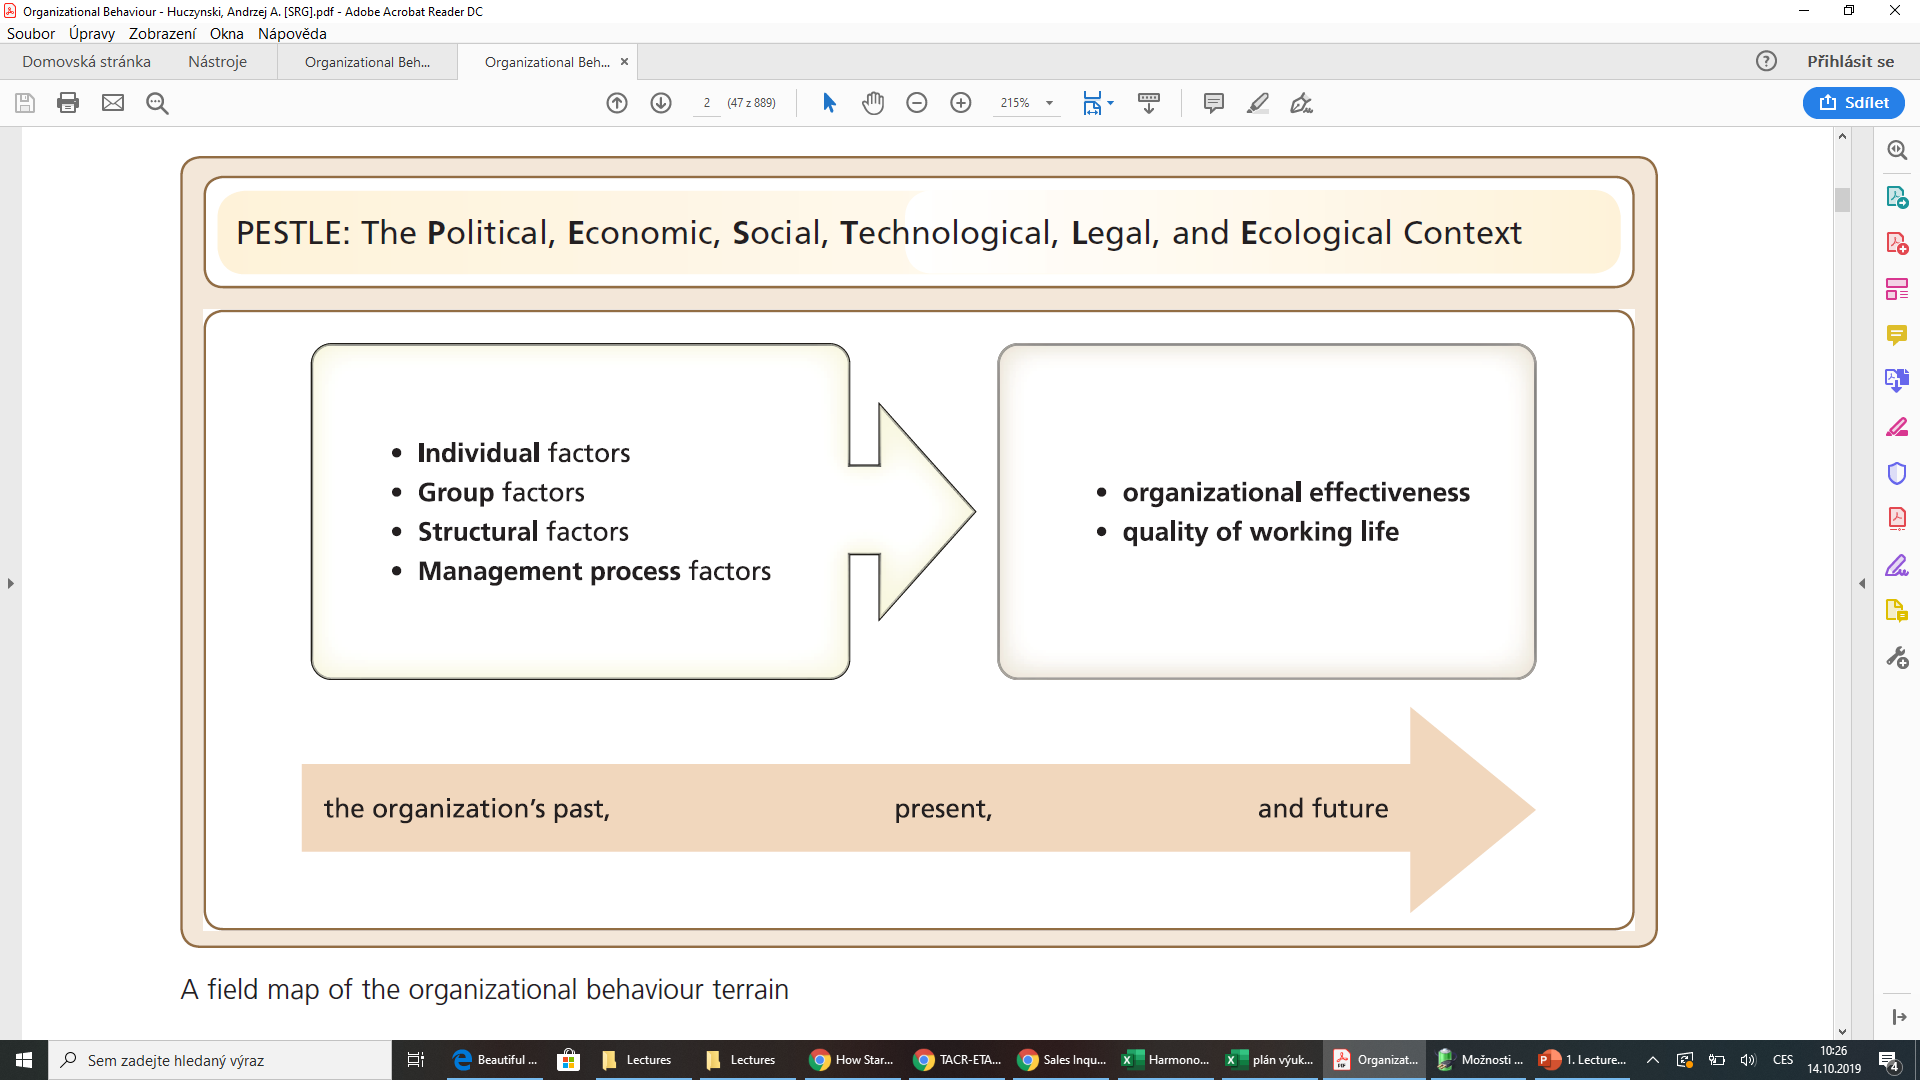 Organizational Behaviour - Huczynski, Andrzej A. [SRG].pdf - Adobe Acrobat Reader DC
Soubor Úpravy Zobrazení Okna Nápověda
Domovská stránka Nástroje Organizational Beh... Organizational Beh... Přihlásit se
2 (47 z 889) 215% Sdílet
PESTLE: The Political, Economic, Social, Technological, Legal, and Ecological Context
• Individual factors
• Group factors
• Structural factors
• Management process factors
• organizational effectiveness
• quality of working life
the organization's past, present, and future
A field map of the organizational behaviour terrain
Sem zadejte hledaný výraz
Beautiful ... Lectures Lectures How Star... TACR-ETA... Sales Inqu... Harmono... plán výuk... Organizat... Možnosti ... 1. Lecture... CES
10:26
14.10.2019
4